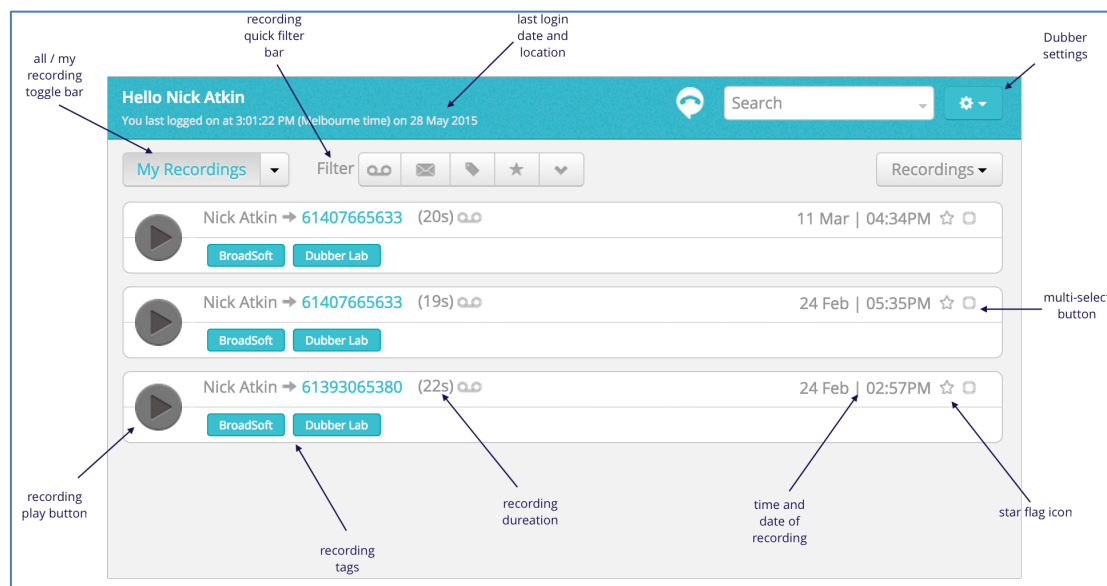 recording
quick filter
bar
last login
date and
location
Dubber
settings
all / my
recording
toggle bar
Hello Nick Atkin
You last logged on at 3:01:22 PM (Melbourne time) on 28 May 2015
Search
My Recordings
Filter
Recordings
Nick Atkin ➔ 61407665633 (20s)
11 Mar | 04:34PM
BroadSoft Dubber Lab
Nick Atkin ➔ 61407665633 (19s)
24 Feb | 05:35PM
BroadSoft Dubber Lab
multi-select
button
Nick Atkin ➔ 61393065380 (22s)
24 Feb | 02:57PM
BroadSoft Dubber Lab
recording
play button
recording
tags
recording
dureation
time and
date of
recording
star flag icon